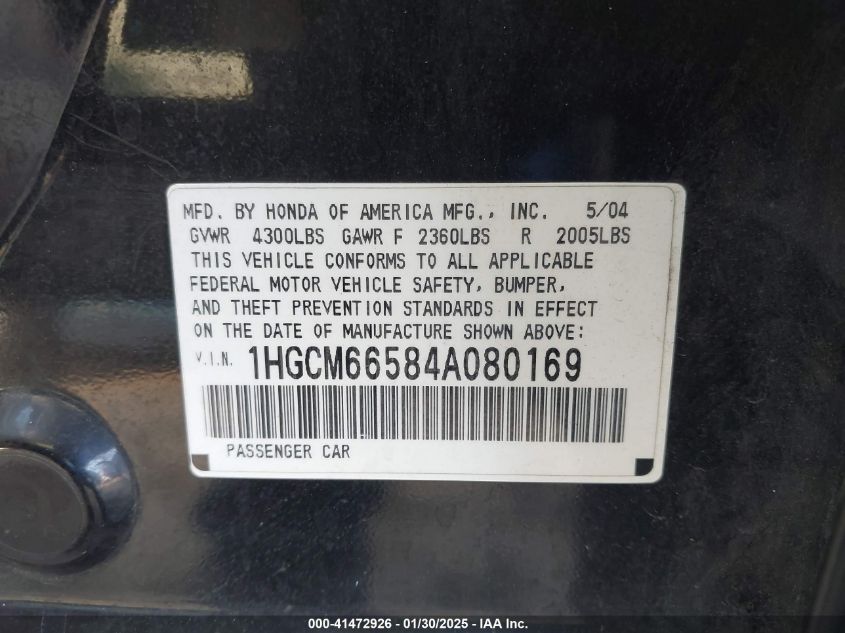 MFD. BY HONDA OF AMERICA MFG., INC. 5/04
GVWR 4300LBS GAWR F 2360LBS R 2005LBS
THIS VEHICLE CONFORMS TO ALL APPLICABLE
FEDERAL MOTOR VEHICLE SAFETY, BUMPER,
AND THEFT PREVENTION STANDARDS IN EFFECT
ON THE DATE OF MANUFACTURE SHOWN ABOVE:
V.I.N. 1HGCM66584A080169
PASSENGER CAR
000-41472926 - 01/30/2025 - IAA Inc.